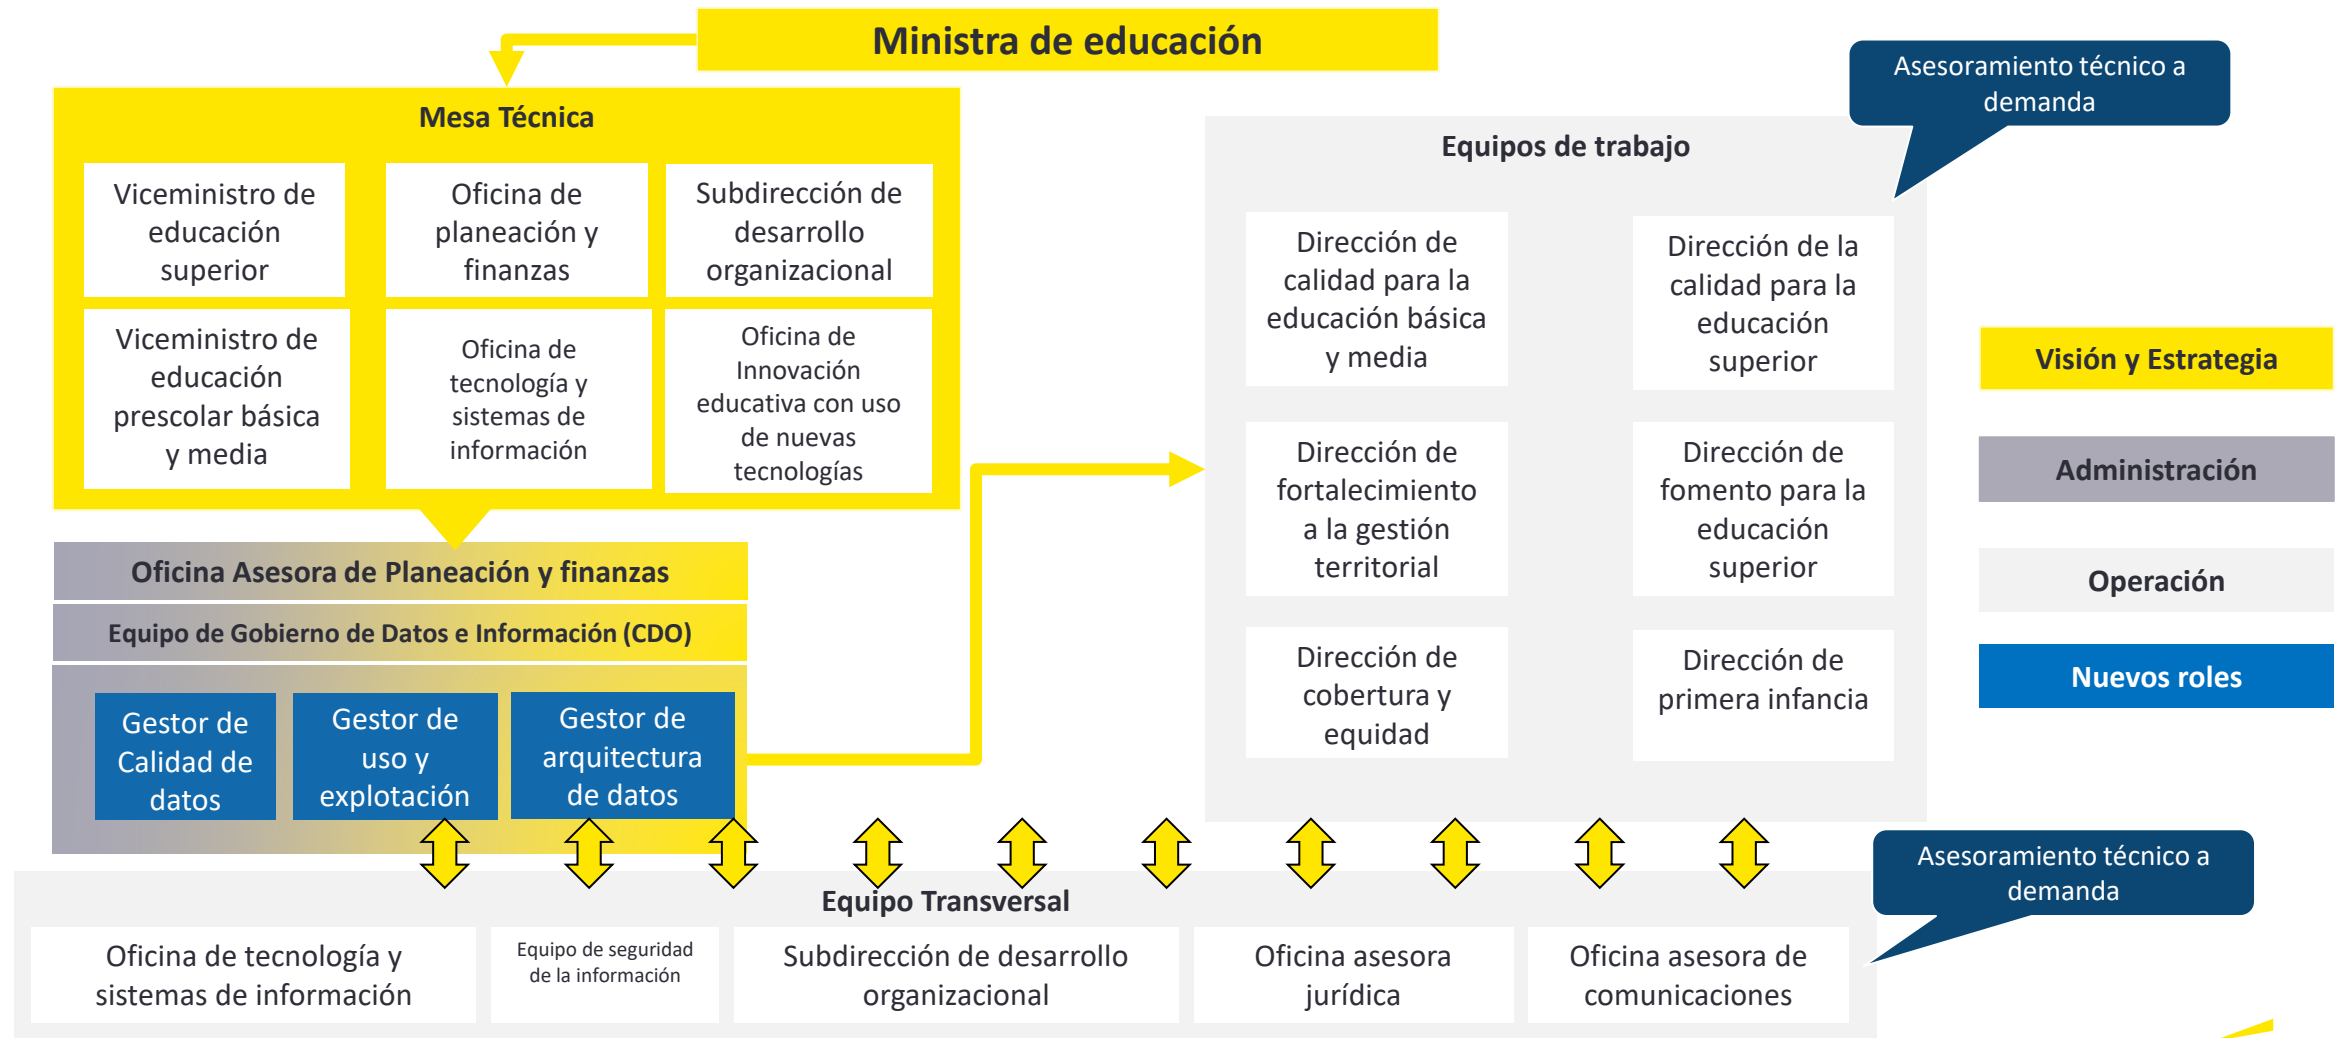 Ministra de educación
Asesoramiento técnico a
demanda
Mesa Técnica
Viceministro de
educación
superior
Oficina de
planeación y
finanzas
Subdirección de
desarrollo
organizacional
Viceministro de
educación
prescolar básica
y media
Oficina de
tecnología y
sistemas de
información
Oficina de
Innovación
educativa con uso
de nuevas
tecnologías
Equipos de trabajo
Dirección de
calidad para la
educación básica
y media
Dirección de la
calidad para la
educación
superior
Dirección de
fortalecimiento
a la gestión
territorial
Dirección de
fomento para la
educación
superior
Dirección de
cobertura y
equidad
Dirección de
primera infancia
Visión y Estrategia
Administración
Operación
Nuevos roles
Oficina Asesora de Planeación y finanzas
Equipo de Gobierno de Datos e Información (CDO)
Gestor de
Calidad de
datos
Gestor de
uso y
explotación
Gestor de
arquitectura
de datos
Asesoramiento técnico a
demanda
Equipo Transversal
Oficina de tecnología y
sistemas de información
Equipo de seguridad
de la información
Subdirección de desarrollo
organizacional
Oficina asesora
jurídica
Oficina asesora de
comunicaciones